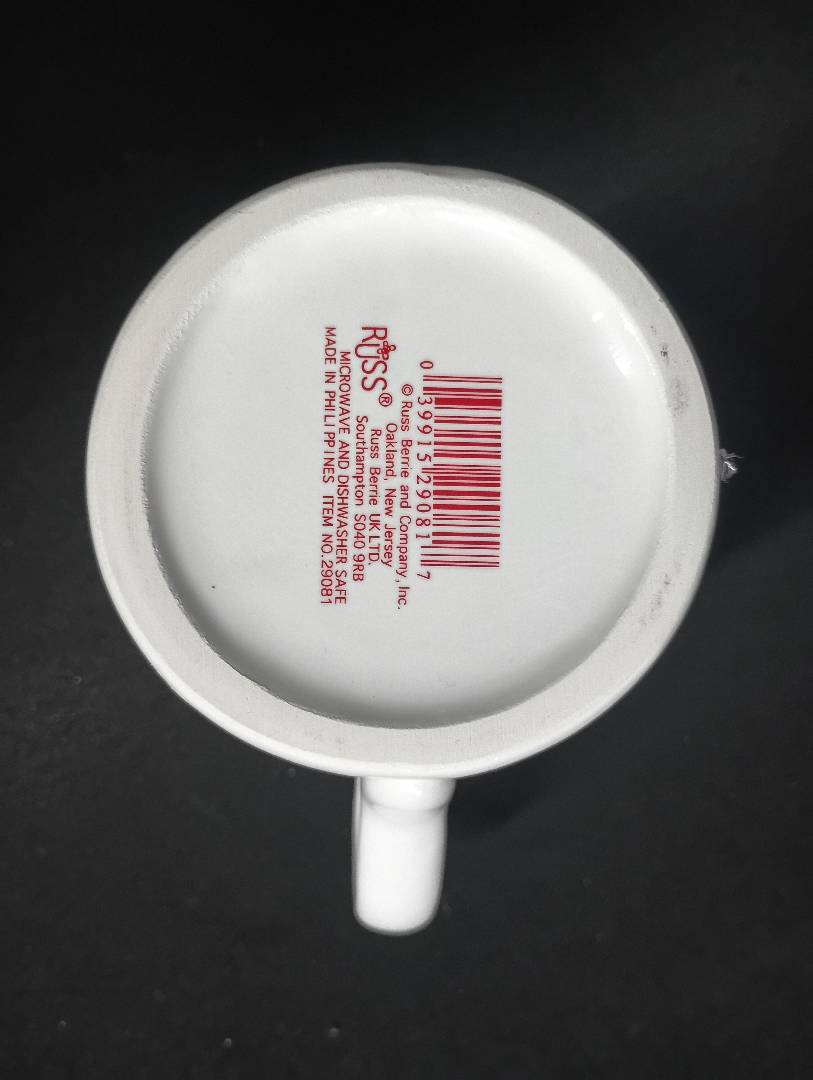 0 39915 29081 7
© Russ Berrie and Company, Inc.
Oakland, New Jersey
Russ Berrie UK LTD.
RUSS® Southampton SO40 9RB
MICROWAVE AND DISHWASHER SAFE
MADE IN PHILIPPINES ITEM NO.29081